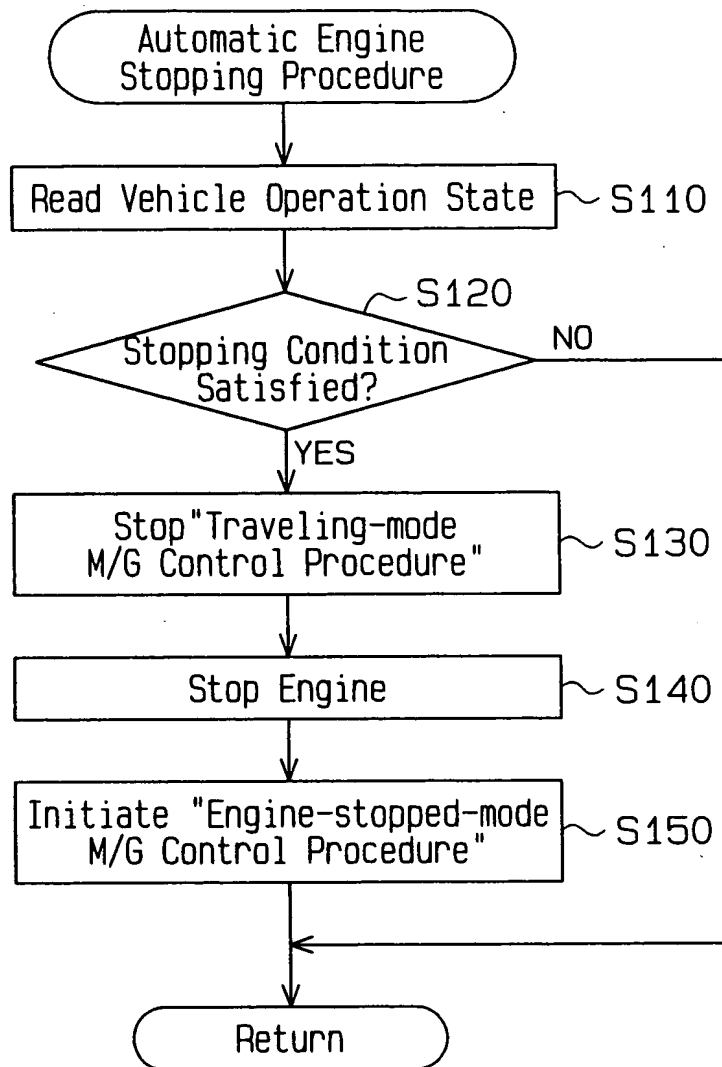 Automatic Engine
Stopping Procedure
Read Vehicle Operation State
S110
S120
Stopping Condition
Satisfied?
NO
YES
Stop"Traveling-mode
M/G Control Procedure"
S130
Stop Engine
S140
Initiate "Engine-stopped-mode
M/G Control Procedure"
S150
Return